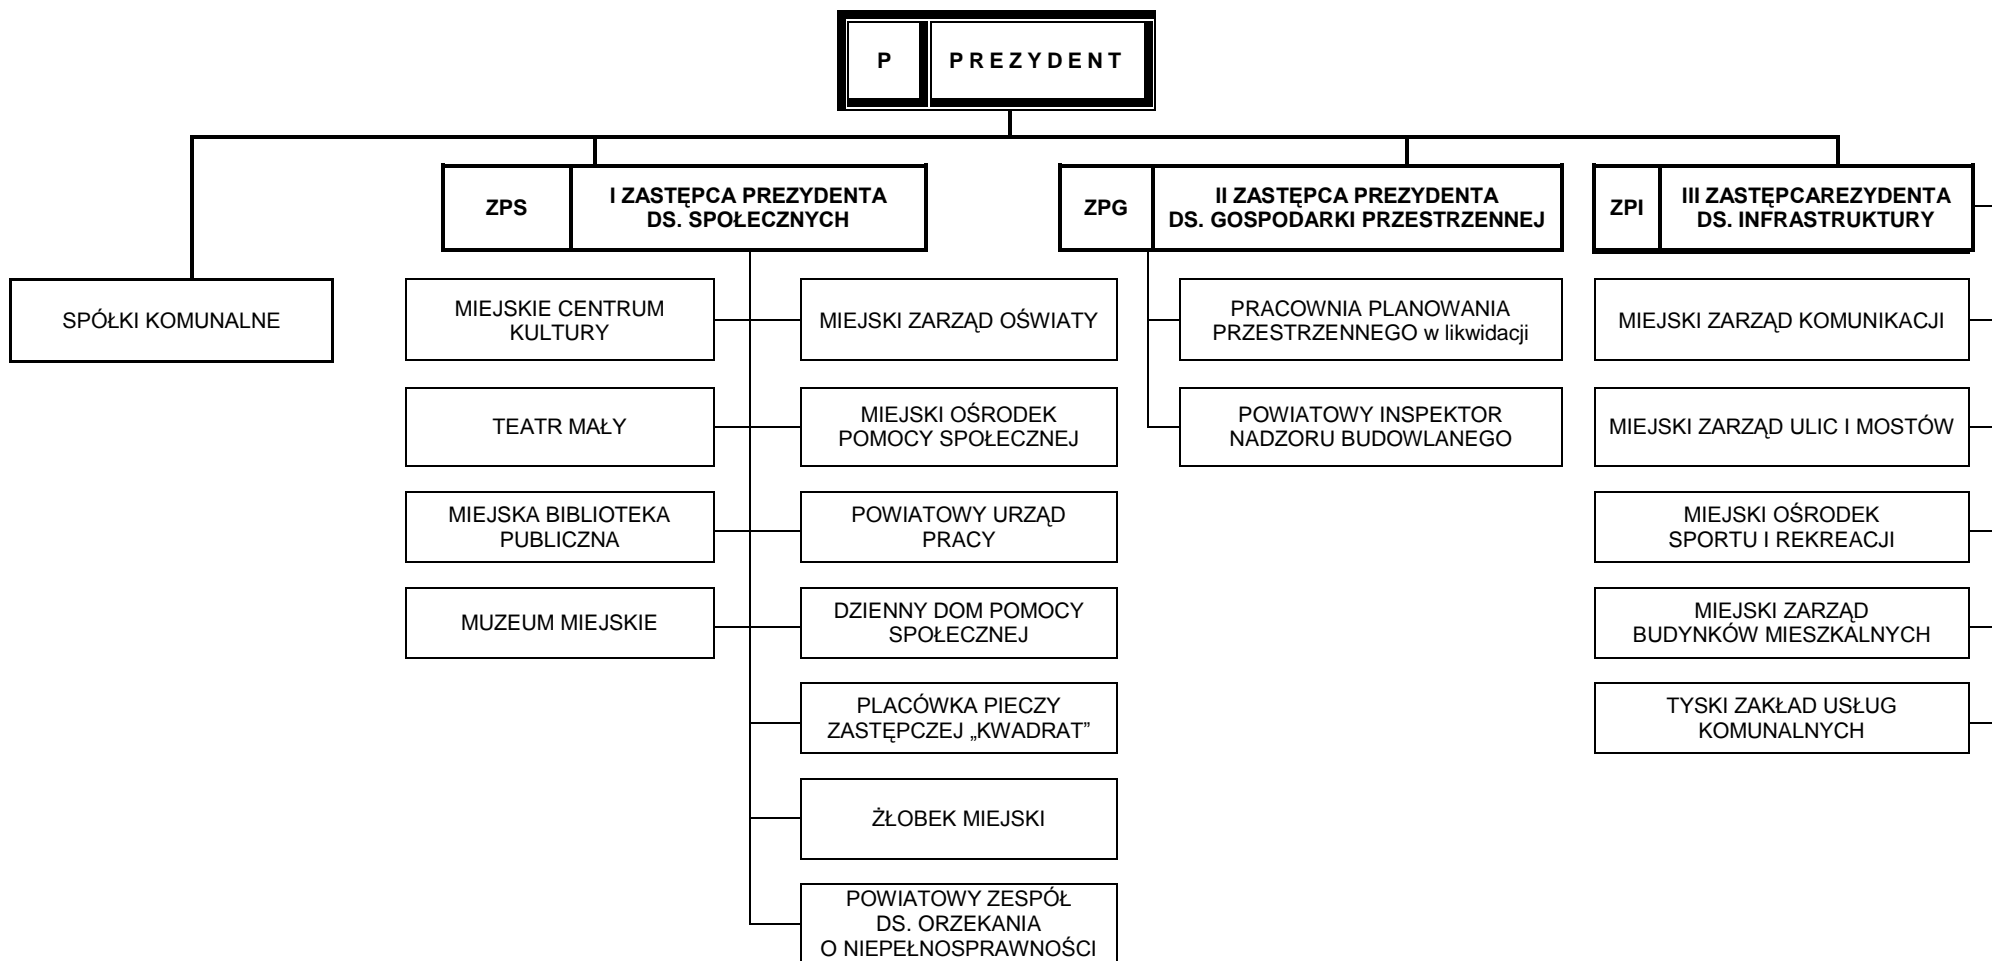 P
P R E Z Y D E N T
ZPS
I ZASTĘPCA PREZYDENTA
DS. SPOŁECZNYCH
ZPG
II ZASTĘPCA PREZYDENTA
DS. GOSPODARKI PRZESTRZENNEJ
ZPI
III ZASTĘPCAREZYDENTA
DS. INFRASTRUKTURY
SPÓŁKI KOMUNALNE
MIEJSKIE CENTRUM
KULTURY
MIEJSKI ZARZĄD OŚWIATY
PRACOWNIA PLANOWANIA
PRZESTRZENNEGO w likwidacji
MIEJSKI ZARZĄD KOMUNIKACJI
TEATR MAŁY
MIEJSKI OŚRODEK
POMOCY SPOŁECZNEJ
POWIATOWY INSPEKTOR
NADZORU BUDOWLANEGO
MIEJSKI ZARZĄD ULIC I MOSTÓW
MIEJSKA BIBLIOTEKA
PUBLICZNA
POWIATOWY URZĄD
PRACY
MIEJSKI OŚRODEK
SPORTU I REKREACJI
MUZEUM MIEJSKIE
DZIENNY DOM POMOCY
SPOŁECZNEJ
MIEJSKI ZARZĄD
BUDYNKÓW MIESZKALNYCH
PLACÓWKA PIECZY
ZASTĘPCZEJ „KWADRAT”
TYSKI ZAKŁAD USŁUG
KOMUNALNYCH
ŻŁOBEK MIEJSKI
POWIATOWY ZESPÓŁ
DS. ORZEKANIA
O NIEPEŁNOSPRAWNOŚCI